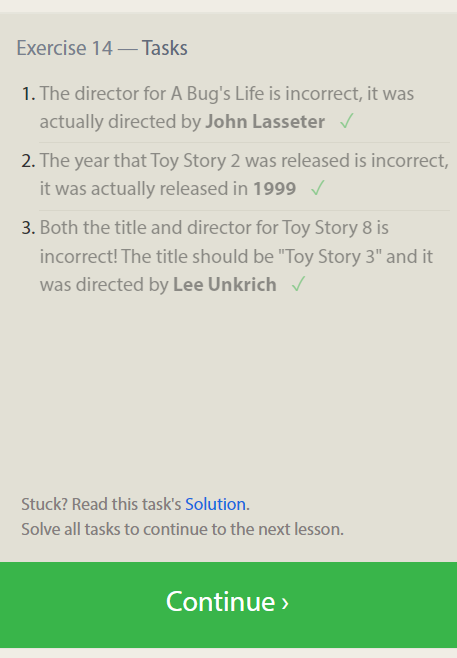 Exercise 14 — Tasks
1. The director for A Bug's Life is incorrect, it was
actually directed by John Lasseter ✓
2. The year that Toy Story 2 was released is incorrect,
it was actually released in 1999 ✓
3. Both the title and director for Toy Story 8 is
incorrect! The title should be "Toy Story 3" and it
was directed by Lee Unkrich ✓
Stuck? Read this task's Solution.
Solve all tasks to continue to the next lesson.
Continue ›